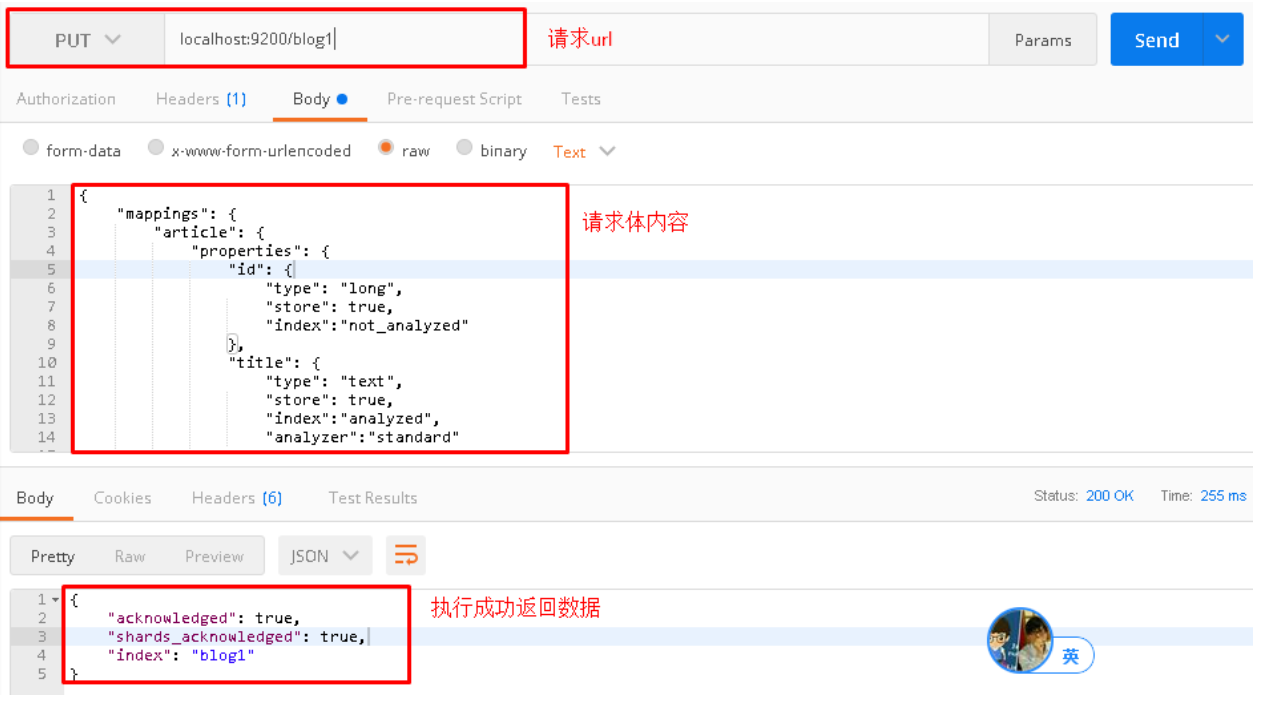 PUT localhost:9200/blog1 请求url Params Send
Authorization Headers (1) Body Pre-request Script Tests
form-data x-www-form-urlencoded raw binary Text
1 {
2 "mappings": {
3 "article": {
4 "properties": {
5 "id": {
6 "type": "long",
7 "store": true,
8 "index":"not_analyzed"
9 },
10 "title": {
11 "type": "text",
12 "store": true,
13 "index":"analyzed",
14 "analyzer":"standard"
请求体内容
Body Cookies Headers (6) Test Results Status: 200 OK Time: 255 ms
Pretty Raw Preview JSON
1 {
2 "acknowledged": true,
3 "shards_acknowledged": true,
4 "index": "blog1"
5 }
执行成功返回数据
英